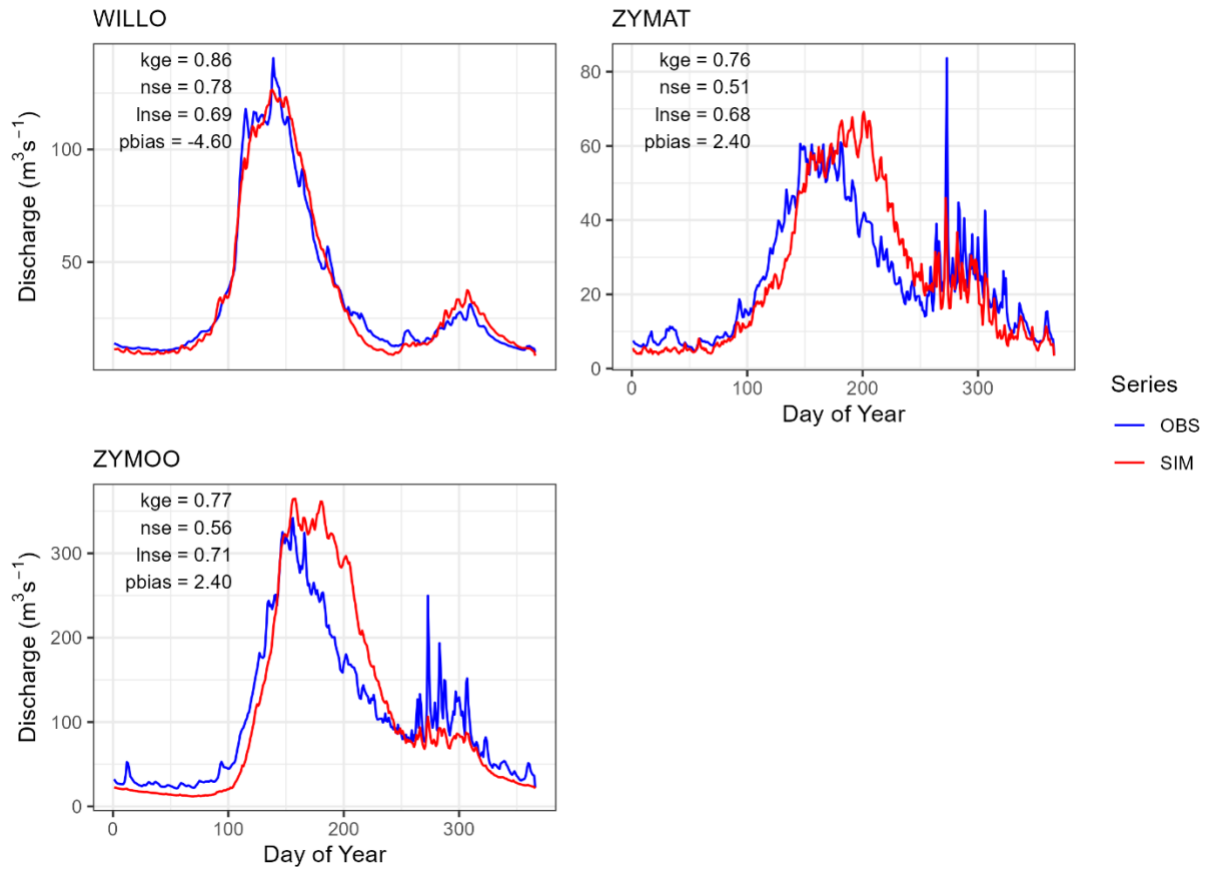 WILLO
kge = 0.86
nse = 0.78
lnse = 0.69
pbias = -4.60
100
50
Discharge (m³s⁻¹)
ZYMAT
kge = 0.76
nse = 0.51
lnse = 0.68
pbias = 2.40
80
60
40
20
0
0 100 200 300
Day of Year
Series
OBS
SIM
ZYMOO
kge = 0.77
nse = 0.56
lnse = 0.71
pbias = 2.40
300
200
100
0
Discharge (m³s⁻¹)
0 100 200 300
Day of Year